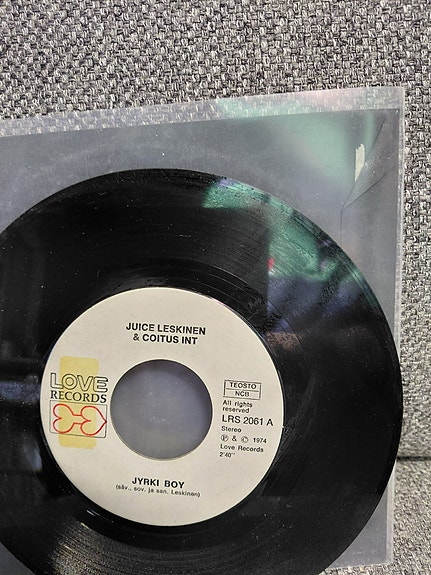 JUICE LESKINEN
& COITUS INT
LOVE
RECORDS
TEOSTO
NCB
All rights
reserved
LRS 2061 A
Stereo
Ⓟ & © 1974
Love Records
2'40"
JYRKI BOY
(säv., sov. ja san. Leskinen)